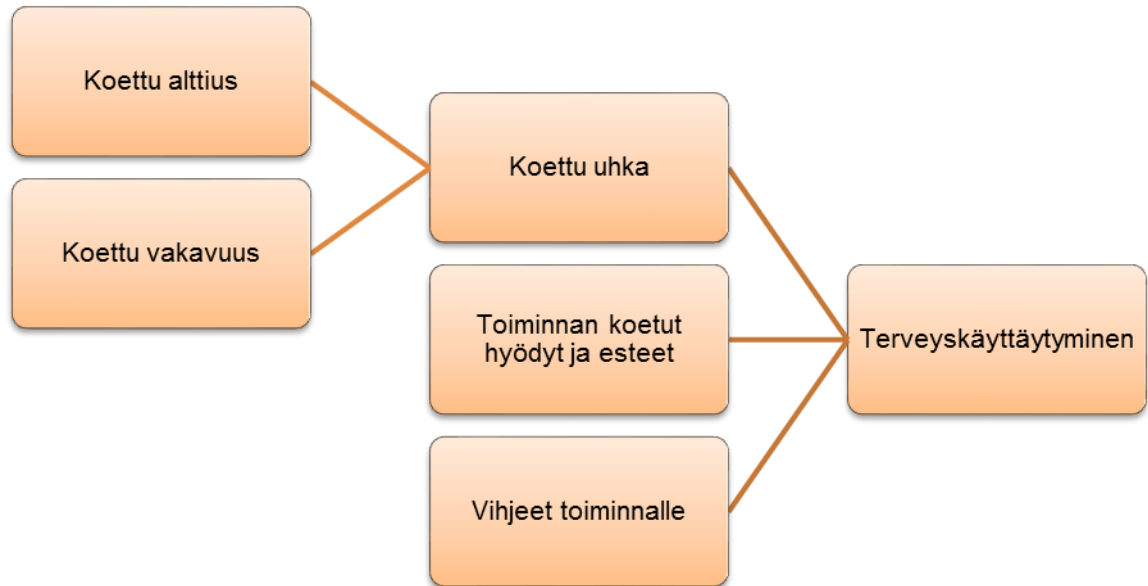 Koettu alttius
Koettu vakavuus
Koettu uhka
Toiminnan koetut
hyödyt ja esteet
Vihjeet toiminnalle
Terveyskäyttäytyminen